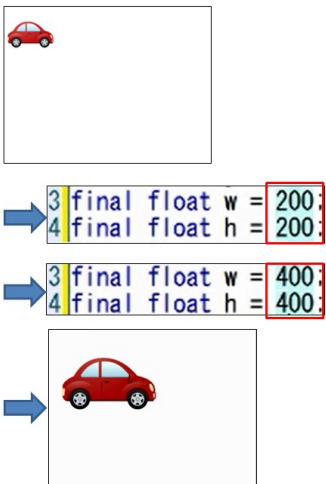 3 final float w = 200;
4 final float h = 200;
3 final float w = 400;
4 final float h = 400;